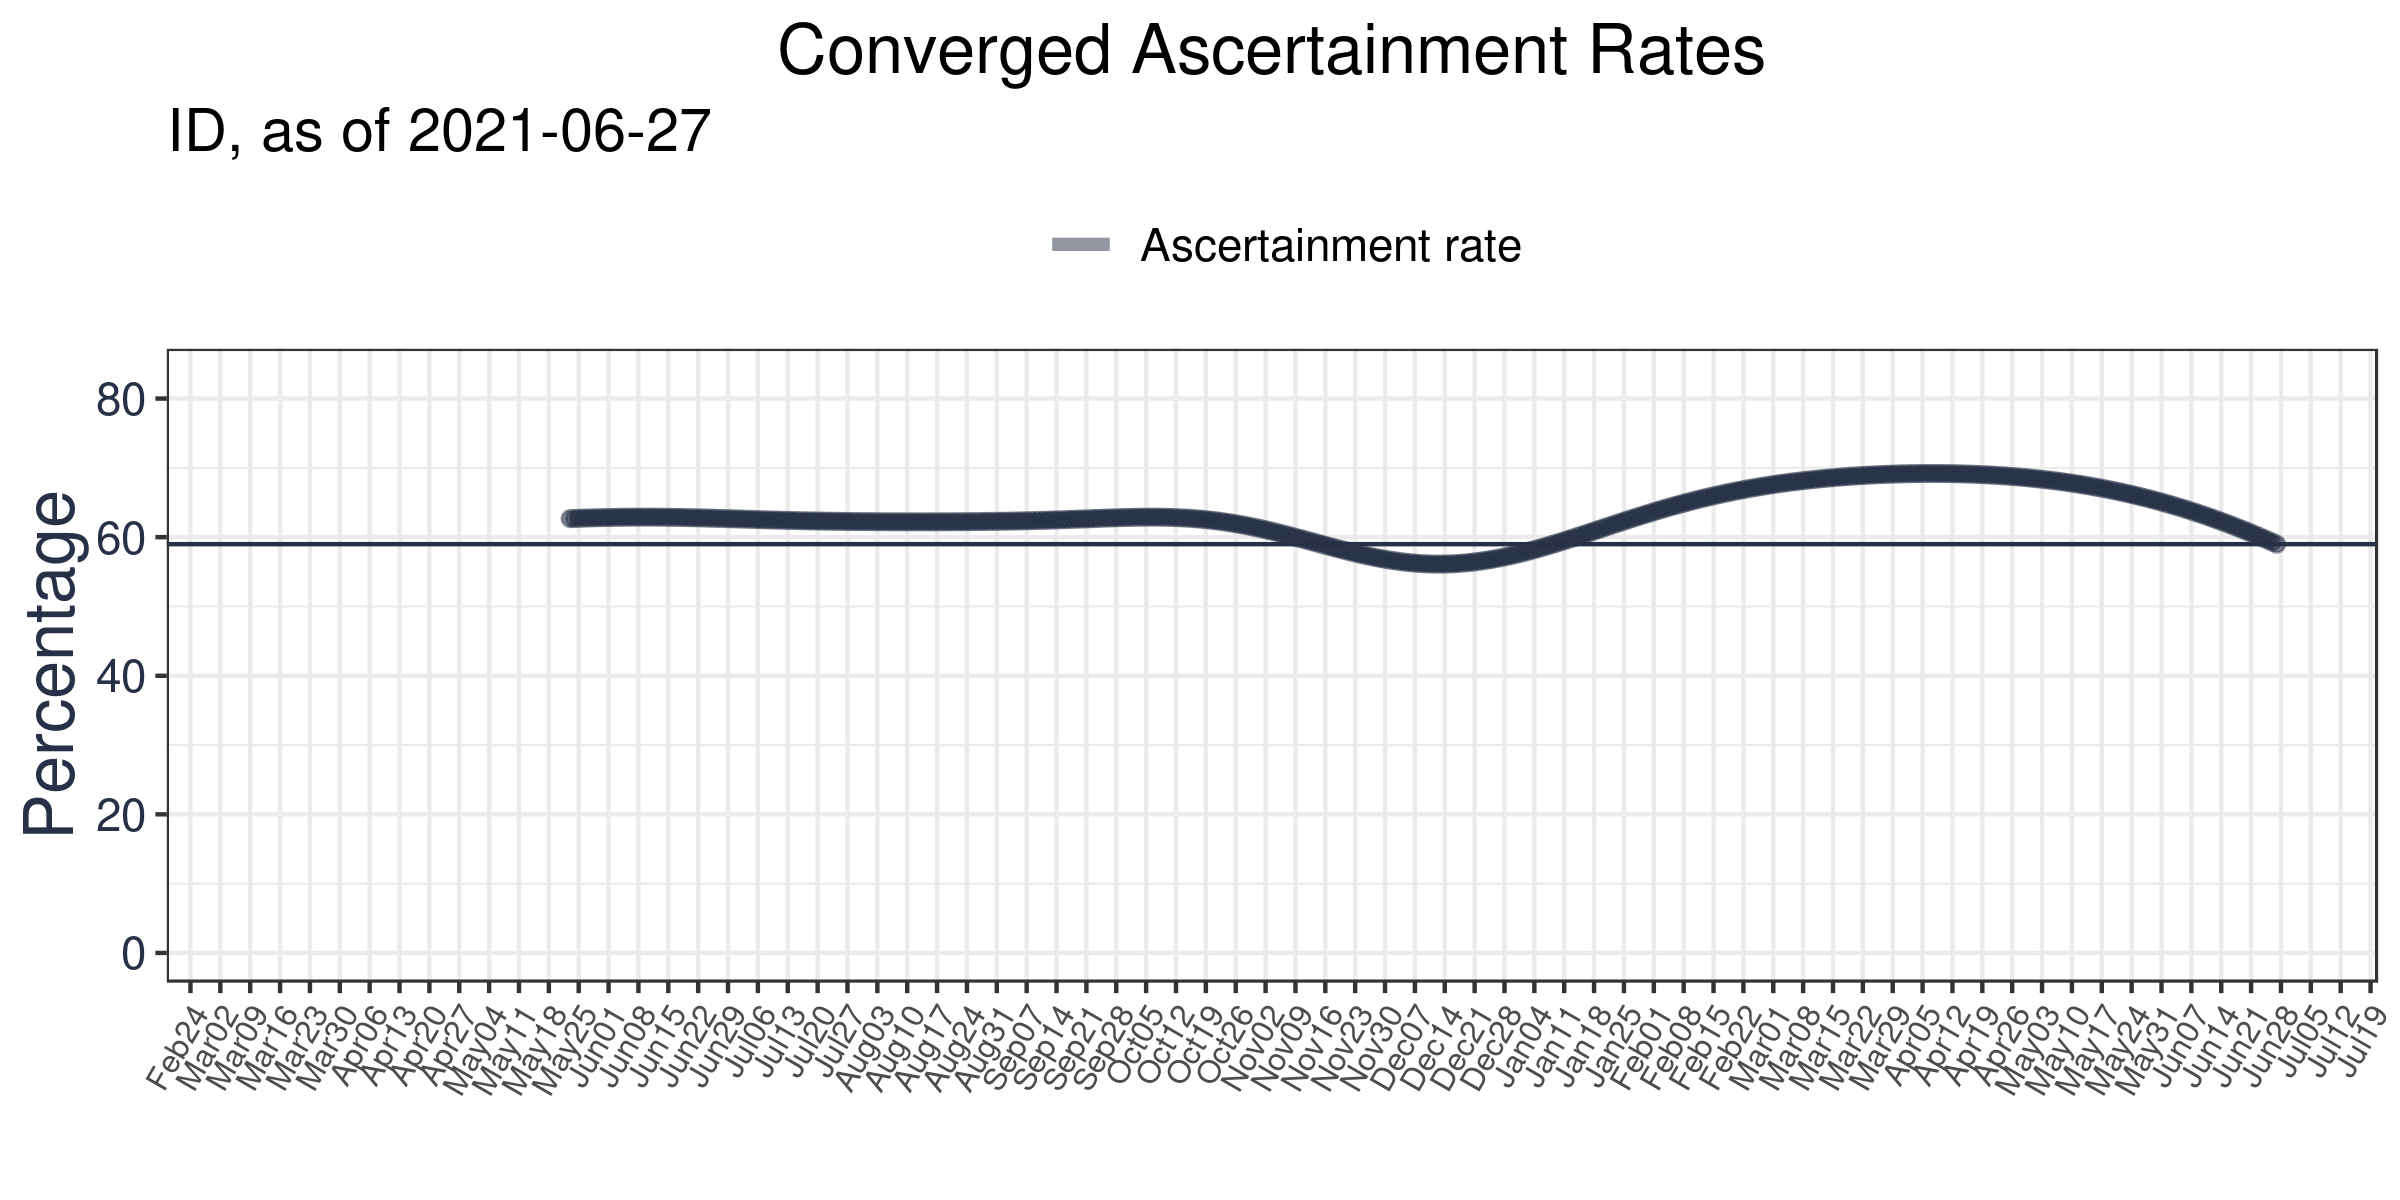 Converged Ascertainment Rates
ID, as of 2021-06-27
Ascertainment rate
Percentage
80
60
40
20
0
Feb24
Mar02
Mar09
Mar16
Mar23
Mar30
Apr06
Apr13
Apr20
Apr27
May04
May11
May18
May25
Jun01
Jun08
Jun15
Jun22
Jun29
Jul06
Jul13
Jul20
Jul27
Aug03
Aug10
Aug17
Aug24
Aug31
Sep07
Sep14
Sep21
Sep28
Oct05
Oct12
Oct19
Oct26
Nov02
Nov09
Nov16
Nov23
Nov30
Dec07
Dec14
Dec21
Dec28
Jan04
Jan11
Jan18
Jan25
Feb01
Feb08
Feb15
Feb22
Mar01
Mar08
Mar15
Mar22
Mar29
Apr05
Apr12
Apr19
Apr26
May03
May10
May17
May24
May31
Jun07
Jun14
Jun21
Jun28
Jul05
Jul12
Jul19